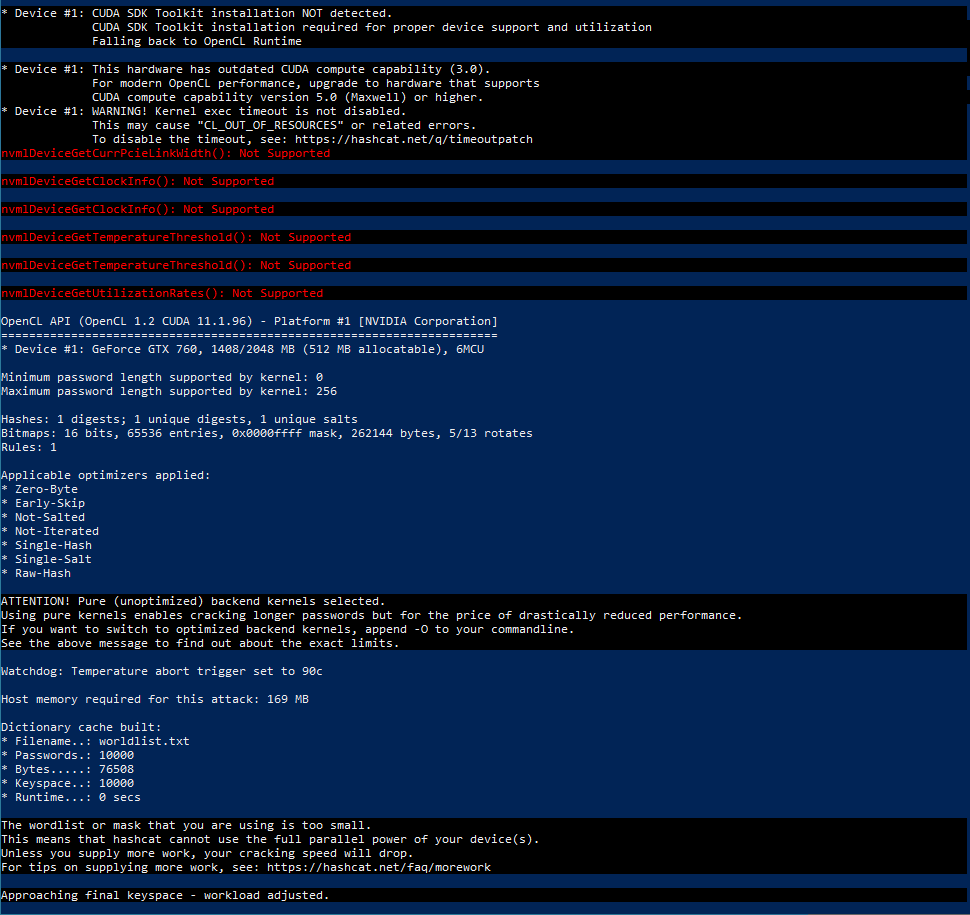 * Device #1: CUDA SDK Toolkit installation NOT detected.
CUDA SDK Toolkit installation required for proper device support and utilization
Falling back to OpenCL Runtime
* Device #1: This hardware has outdated CUDA compute capability (3.0).
For modern OpenCL performance, upgrade to hardware that supports
CUDA compute capability version 5.0 (Maxwell) or higher.
* Device #1: WARNING! Kernel exec timeout is not disabled.
This may cause "CL_OUT_OF_RESOURCES" or related errors.
To disable the timeout, see: https://hashcat.net/q/timeoutpatch
nvmlDeviceGetCurrPcieLinkWidth(): Not Supported
nvmlDeviceGetClockInfo(): Not Supported
nvmlDeviceGetClockInfo(): Not Supported
nvmlDeviceGetTemperatureThreshold(): Not Supported
nvmlDeviceGetTemperatureThreshold(): Not Supported
nvmlDeviceGetUtilizationRates(): Not Supported
OpenCL API (OpenCL 1.2 CUDA 11.1.96) - Platform #1 [NVIDIA Corporation]
=======================================================================
* Device #1: GeForce GTX 760, 1408/2048 MB (512 MB allocatable), 6MCU
Minimum password length supported by kernel: 0
Maximum password length supported by kernel: 256
Hashes: 1 digests; 1 unique digests, 1 unique salts
Bitmaps: 16 bits, 65536 entries, 0x0000ffff mask, 262144 bytes, 5/13 rotates
Rules: 1
Applicable optimizers applied:
* Zero-Byte
* Early-Skip
* Not-Salted
* Not-Iterated
* Single-Hash
* Single-Salt
* Raw-Hash
ATTENTION! Pure (unoptimized) backend kernels selected.
Using pure kernels enables cracking longer passwords but for the price of drastically reduced performance.
If you want to switch to optimized backend kernels, append -O to your commandline.
See the above message to find out about the exact limits.
Watchdog: Temperature abort trigger set to 90c
Host memory required for this attack: 169 MB
Dictionary cache built:
* Filename..: worldlist.txt
* Passwords.: 10000
* Bytes.....: 76508
* Keyspace..: 10000
* Runtime...: 0 secs
The wordlist or mask that you are using is too small.
This means that hashcat cannot use the full parallel power of your device(s).
Unless you supply more work, your cracking speed will drop.
For tips on supplying more work, see: https://hashcat.net/faq/morework
Approaching final keyspace - workload adjusted.